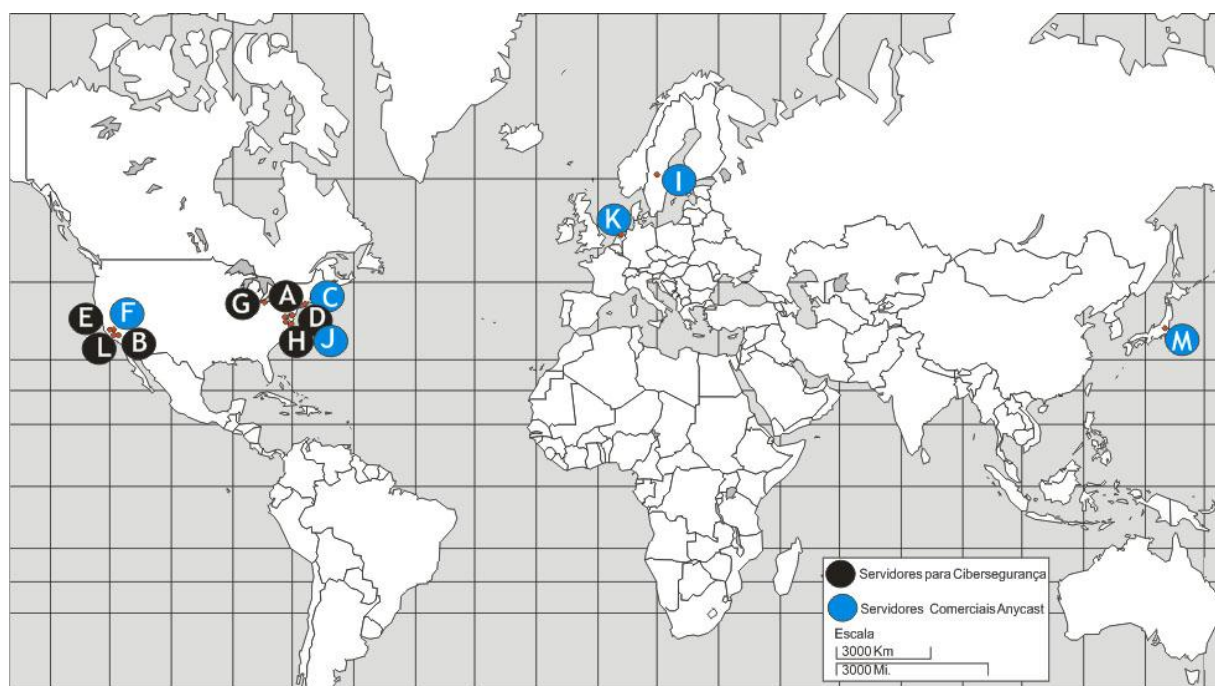 I
K
G
A
C
E
F
D
L
B
H
J
M
Servidores para Cibersegurança
Servidores Comerciais Anycast
Escala
3000 Km
3000 Mi.